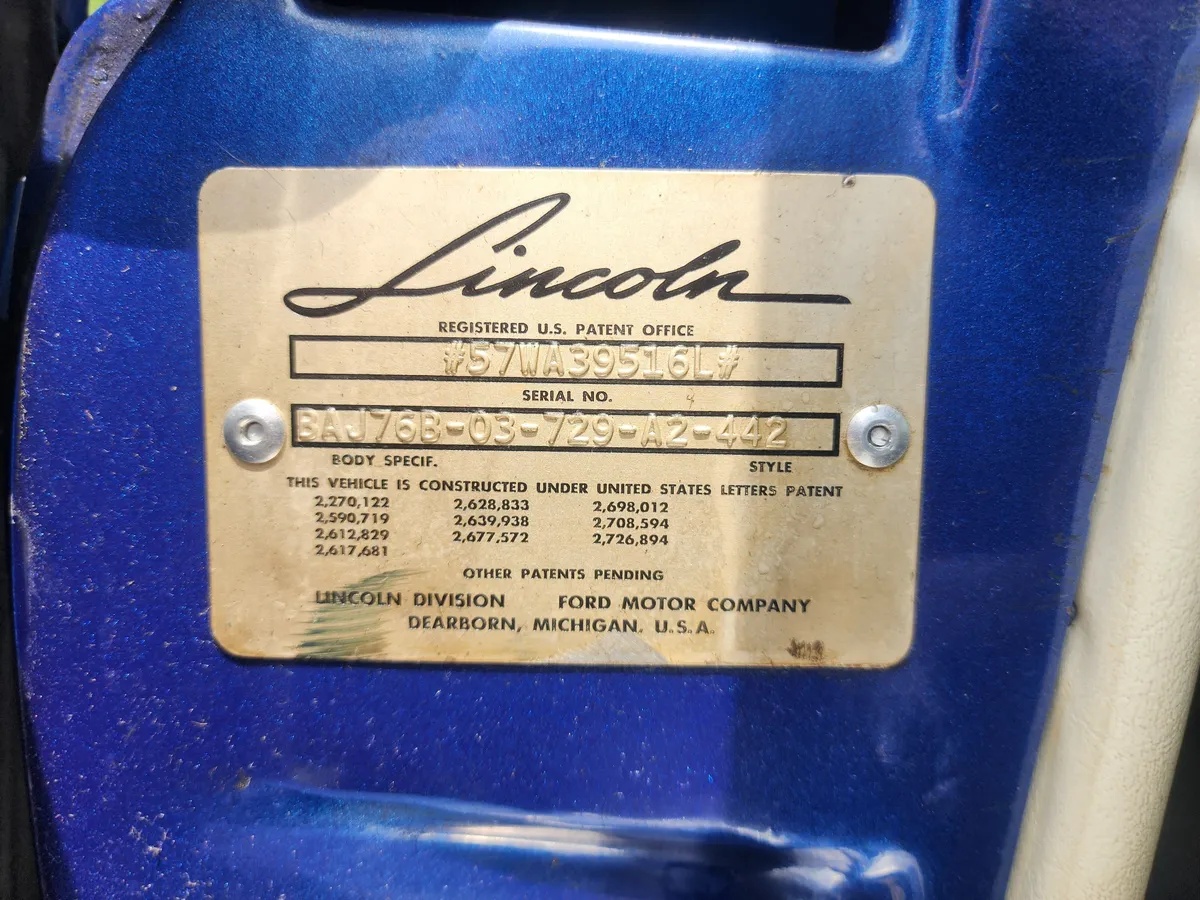 Lincoln
REGISTERED U.S. PATENT OFFICE
#57WA39516L#
SERIAL NO.
BAJ76B-03-729-A2-442
BODY SPECIF. STYLE
THIS VEHICLE IS CONSTRUCTED UNDER UNITED STATES LETTERS PATENT
2,270,122 2,628,833 2,698,012
2,590,719 2,639,938 2,708,594
2,612,829 2,677,572 2,726,894
2,617,681
OTHER PATENTS PENDING
LINCOLN DIVISION FORD MOTOR COMPANY
DEARBORN, MICHIGAN, U.S.A.